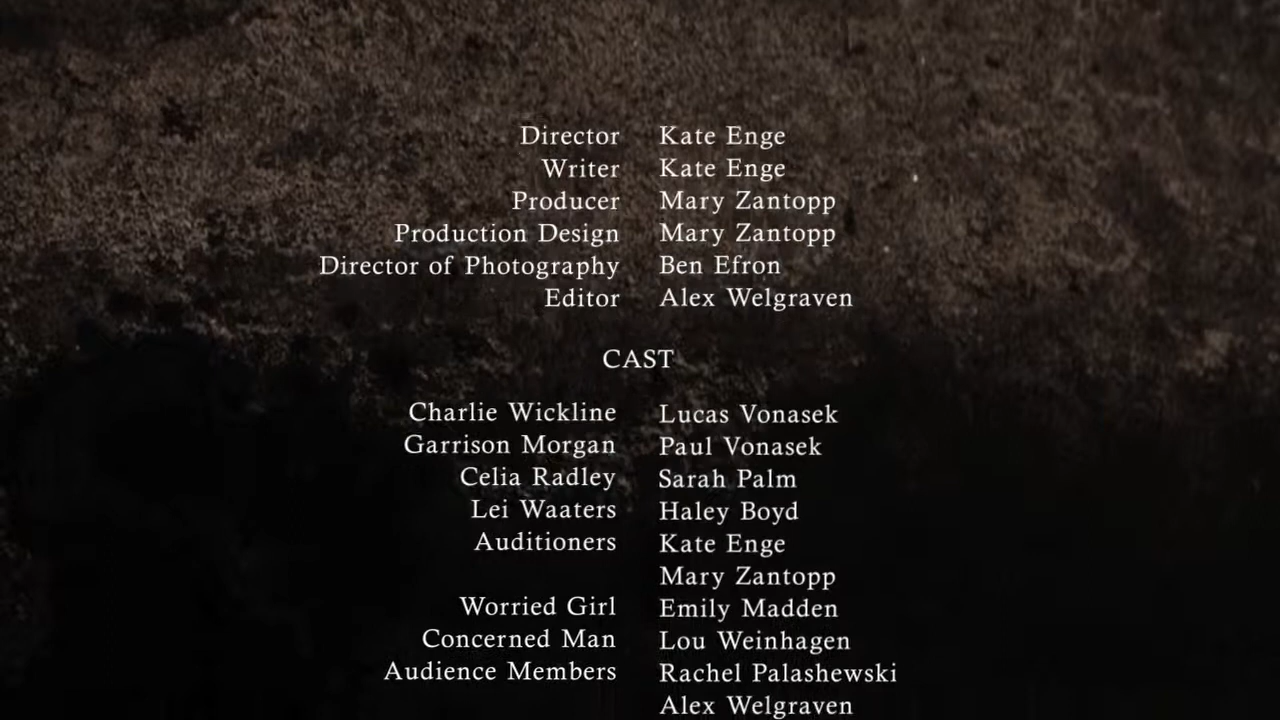 Director Kate Enge
Writer Kate Enge
Producer Mary Zantopp
Production Design Mary Zantopp
Director of Photography Ben Efron
Editor Alex Welgraven
CAST
Charlie Wickline Lucas Vonasek
Garrison Morgan Paul Vonasek
Celia Radley Sarah Palm
Lei Waaters Haley Boyd
Auditioners Kate Enge
Mary Zantopp
Worried Girl Emily Madden
Concerned Man Lou Weinhagen
Audience Members Rachel Palashewski
Alex Welgraven